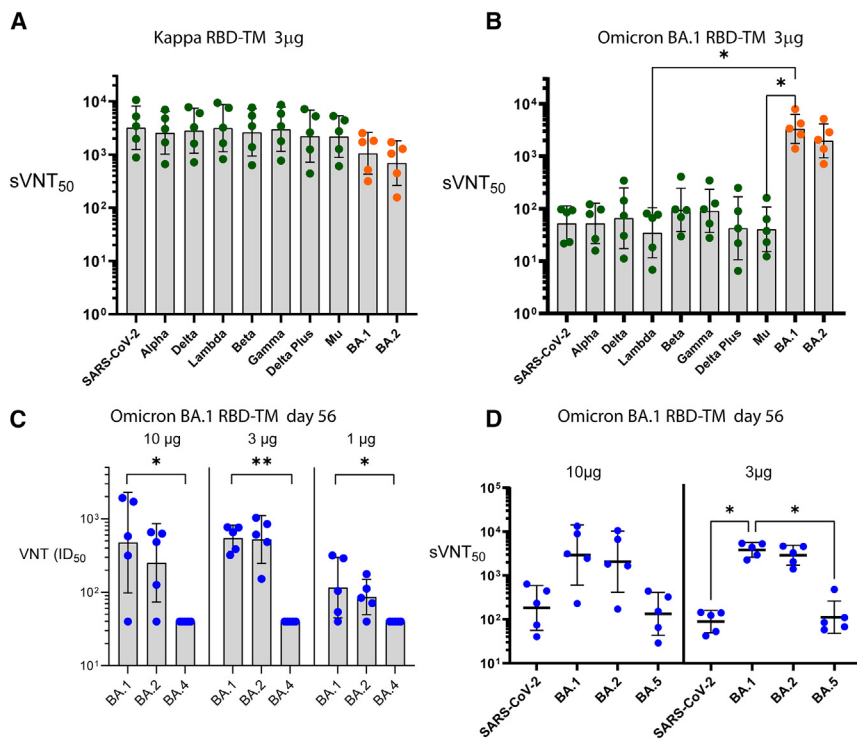 A
Kappa RBD-TM 3µg
sVNT50
10^4
10^3
10^2
10^1
10^0
SARS-CoV-2
Alpha
Delta
Lambda
Beta
Gamma
Delta Plus
Mu
BA.1
BA.2
B
Omicron BA.1 RBD-TM 3µg
*
*
sVNT50
10^4
10^3
10^2
10^1
10^0
SARS-CoV-2
Alpha
Delta
Lambda
Beta
Gamma
Delta Plus
Mu
BA.1
BA.2
C
Omicron BA.1 RBD-TM day 56
10 µg
3 µg
1 µg
*
**
*
VNT (ID50
10^3
10^2
10^1
BA.1
BA.2
BA.4
BA.1
BA.2
BA.4
BA.1
BA.2
BA.4
D
Omicron BA.1 RBD-TM day 56
10µg
3µg
*
*
sVNT50
10^5
10^4
10^3
10^2
10^1
SARS-CoV-2
BA.1
BA.2
BA.5
SARS-CoV-2
BA.1
BA.2
BA.5